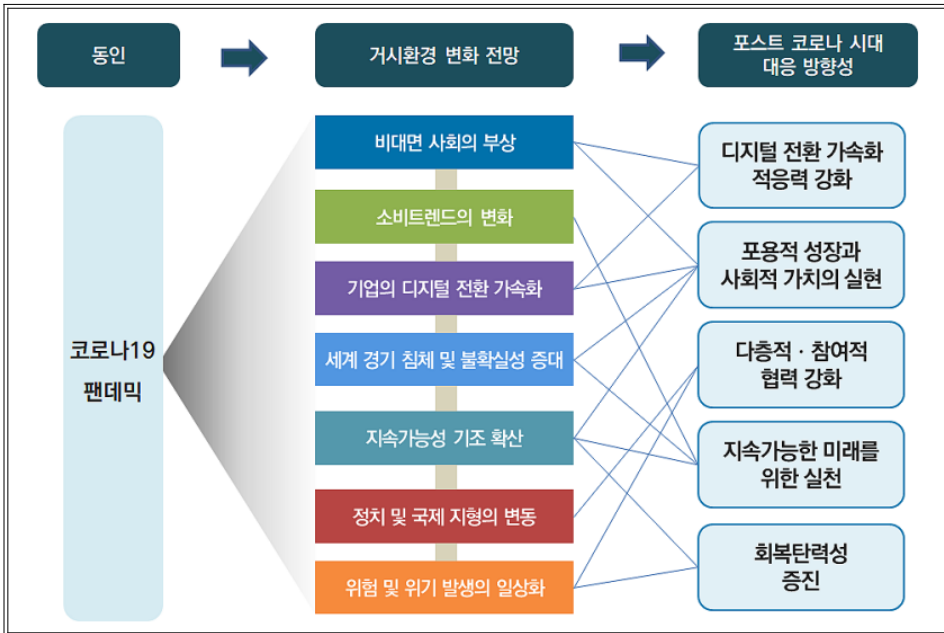 동인
거시환경 변화 전망
포스트 코로나 시대
대응 방향성
코로나19
팬데믹
비대면 사회의 부상
소비트렌드의 변화
기업의 디지털 전환 가속화
세계 경기 침체 및 불확실성 증대
지속가능성 기조 확산
정치 및 국제 지형의 변동
위험 및 위기 발생의 일상화
디지털 전환 가속화
적응력 강화
포용적 성장과
사회적 가치의 실현
다층적 · 참여적
협력 강화
지속가능한 미래를
위한 실천
회복탄력성
증진